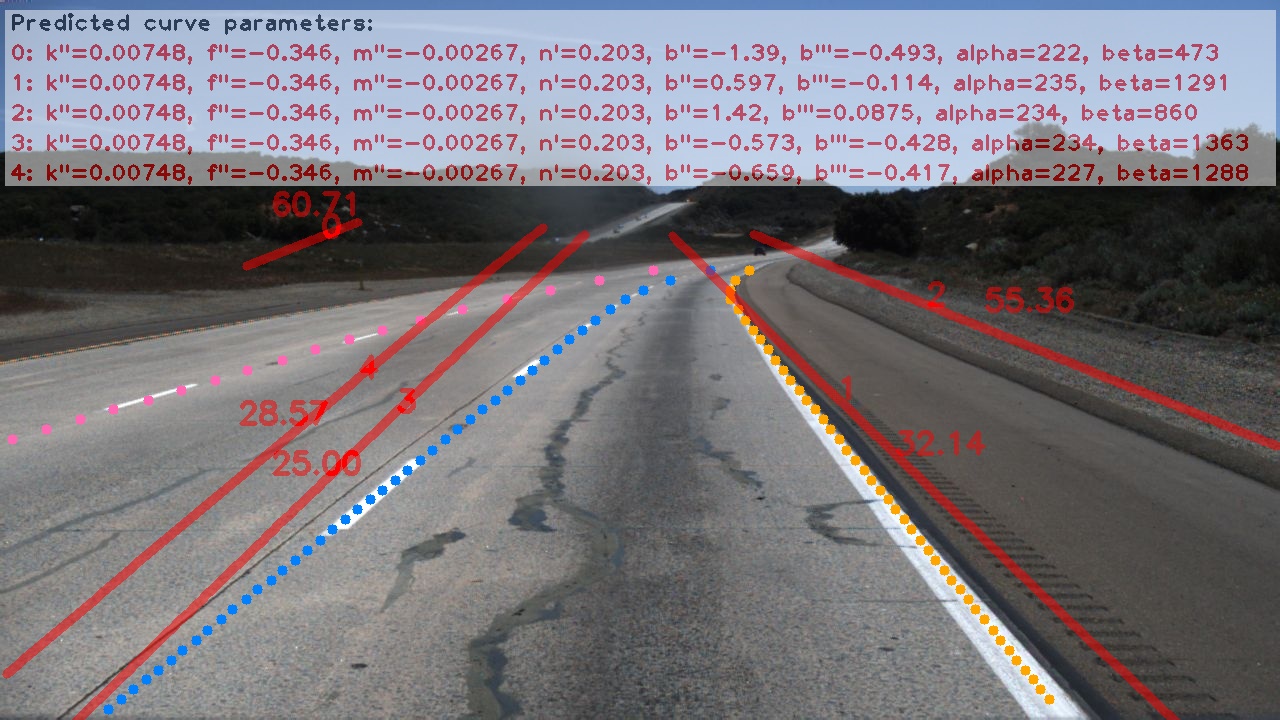 Predicted curve parameters:
0: k''=0.00748, f''=−0.346, m''=−0.00267, n'=0.203, b''=−1.39, b'''=−0.493, alpha=222, beta=473
1: k''=0.00748, f''=−0.346, m''=−0.00267, n'=0.203, b''=0.597, b'''=−0.114, alpha=235, beta=1291
2: k''=0.00748, f''=−0.346, m''=−0.00267, n'=0.203, b''=1.42, b'''=0.0875, alpha=234, beta=860
3: k''=0.00748, f''=−0.346, m''=−0.00267, n'=0.203, b''=−0.573, b'''=−0.428, alpha=234, beta=1363
4: k''=0.00748, f''=−0.346, m''=−0.00267, n'=0.203, b''=−0.659, b'''=−0.417, alpha=227, beta=1288
60.71
0
2 55.36
4
1
3
28.57
32.14
25.00